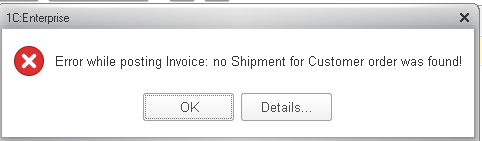 1C:Enterprise
Error while posting Invoice: no Shipment for Customer order was found!
OK
Details...